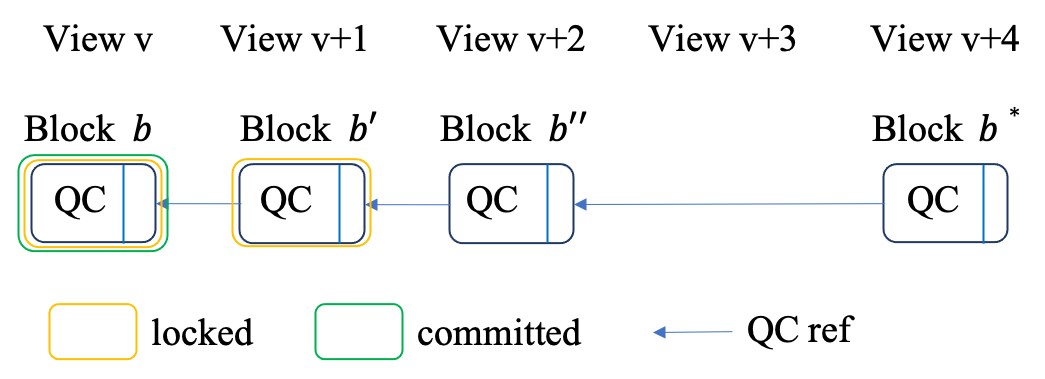 View v View v+1 View v+2 View v+3 View v+4
Block b Block b′ Block b′′ Block b*
QC QC QC QC
locked committed QC ref